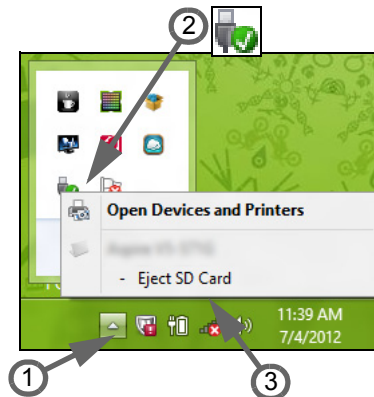 2
Open Devices and Printers
- Eject SD Card
11:39 AM
7/4/2012
1
3